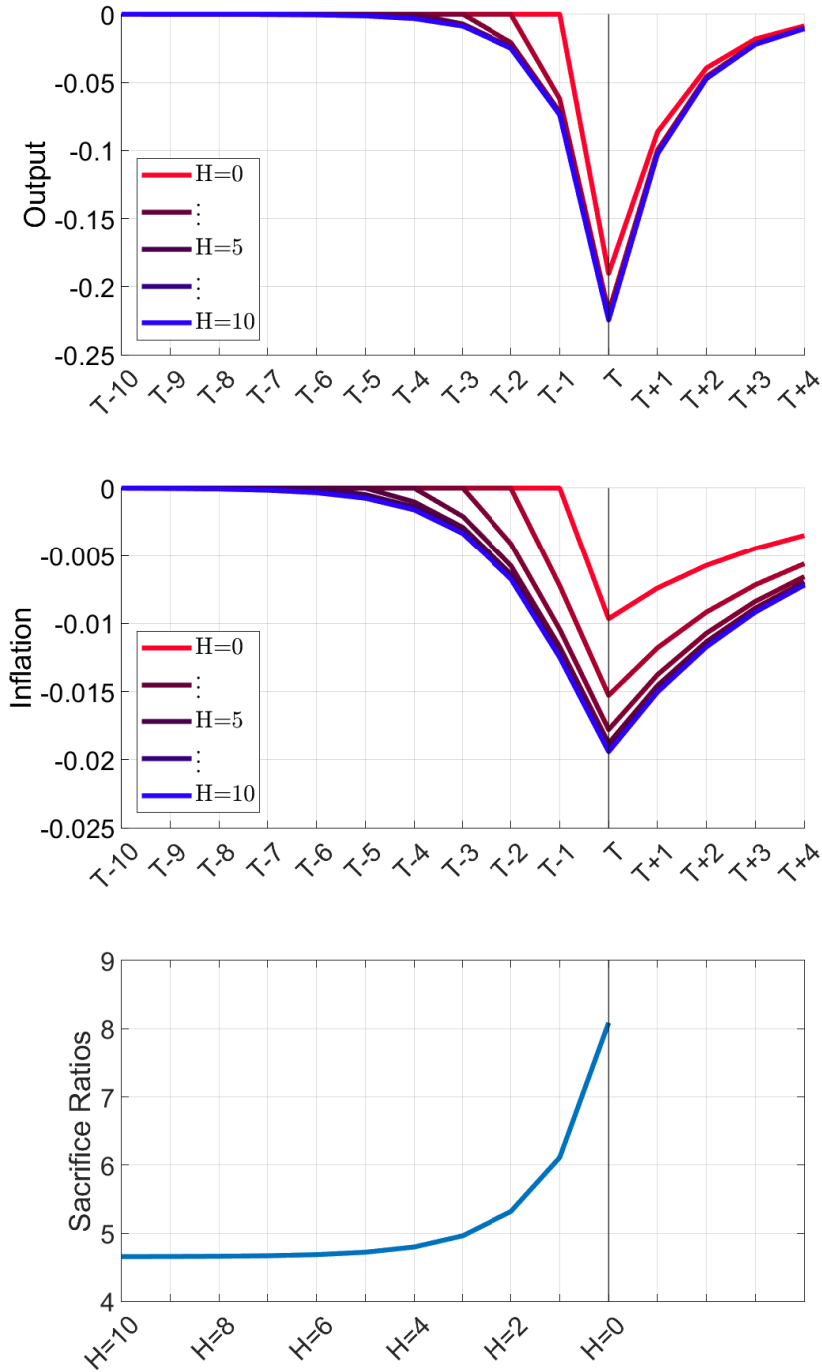 0
-0.05
-0.1
-0.15
-0.2
-0.25
Output
H=0
⋮
H=5
⋮
H=10
T-10 T-9 T-8 T-7 T-6 T-5 T-4 T-3 T-2 T-1 T T+1 T+2 T+3 T+4
0
-0.005
-0.01
-0.015
-0.02
-0.025
Inflation
H=0
⋮
H=5
⋮
H=10
T-10 T-9 T-8 T-7 T-6 T-5 T-4 T-3 T-2 T-1 T T+1 T+2 T+3 T+4
9
8
7
6
5
4
Sacrifice Ratios
H=10 H=8 H=6 H=4 H=2 H=0